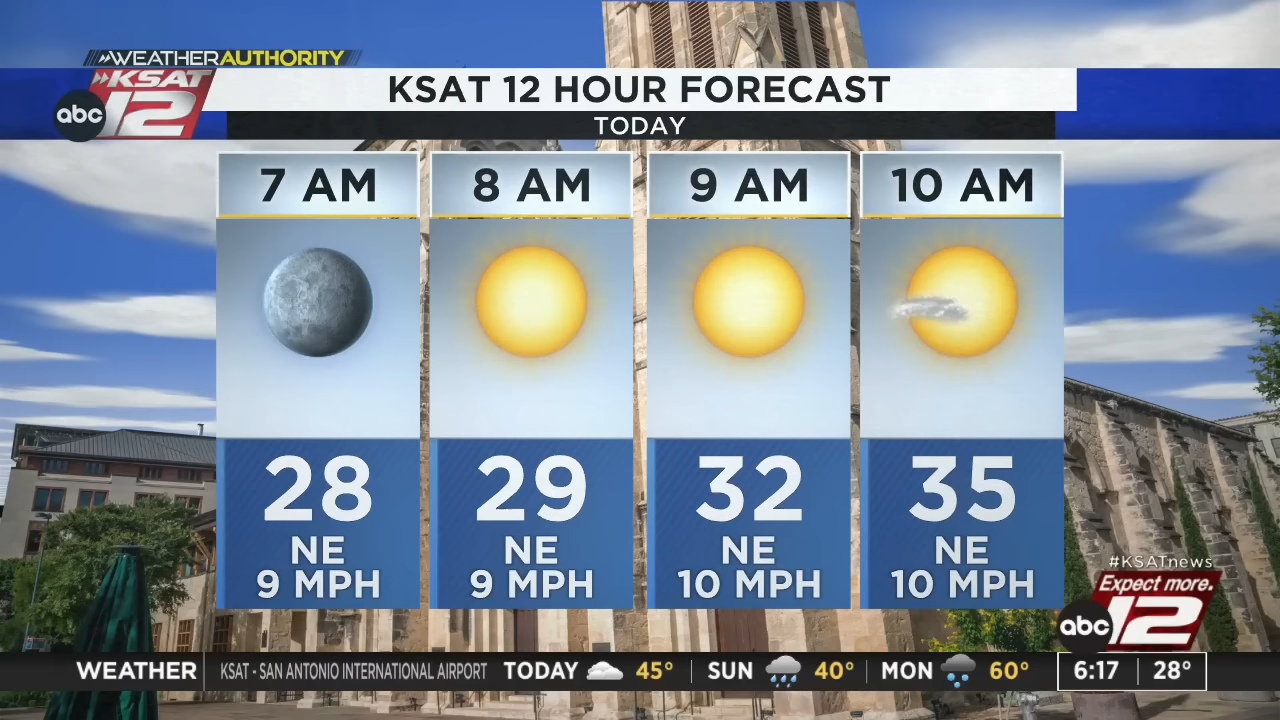 WEATHERAUTHORITY
KSAT
abc 12
KSAT 12 HOUR FORECAST
TODAY
7 AM 8 AM 9 AM 10 AM
28 29 32 35
NE NE NE NE
9 MPH 9 MPH 10 MPH 10 MPH
#KSATnews
Expect more.
abc 12
WEATHER KSAT - SAN ANTONIO INTERNATIONAL AIRPORT TODAY 45° SUN 40° MON 60° 6:17 28°